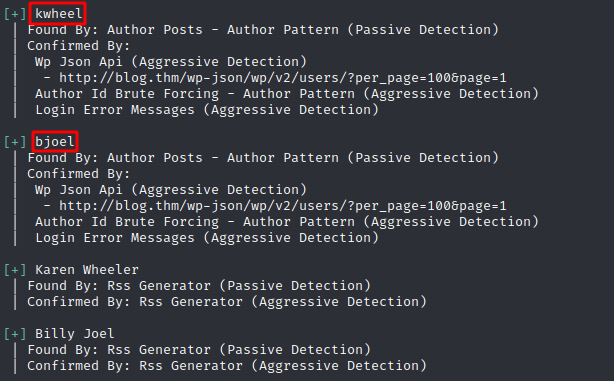 [+] kwheel
| Found By: Author Posts - Author Pattern (Passive Detection)
| Confirmed By:
|  Wp Json Api (Aggressive Detection)
|   - http://blog.thm/wp-json/wp/v2/users/?per_page=100&page=1
|  Author Id Brute Forcing - Author Pattern (Aggressive Detection)
|  Login Error Messages (Aggressive Detection)
[+] bjoel
| Found By: Author Posts - Author Pattern (Passive Detection)
| Confirmed By:
|  Wp Json Api (Aggressive Detection)
|   - http://blog.thm/wp-json/wp/v2/users/?per_page=100&page=1
|  Author Id Brute Forcing - Author Pattern (Aggressive Detection)
|  Login Error Messages (Aggressive Detection)
[+] Karen Wheeler
| Found By: Rss Generator (Passive Detection)
| Confirmed By: Rss Generator (Aggressive Detection)
[+] Billy Joel
| Found By: Rss Generator (Passive Detection)
| Confirmed By: Rss Generator (Aggressive Detection)